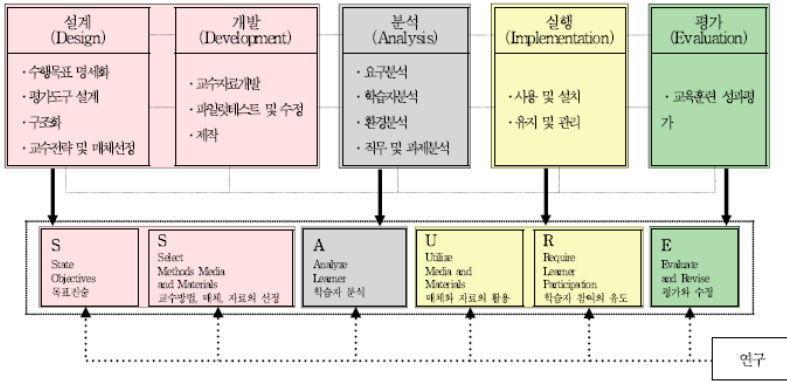 설계
(Design)
· 수행목표 명세화
· 평가도구 설계
· 구조화
· 교수전략 및 매체선정
개발
(Development)
· 교수자료개발
· 파일럿테스트 및 수정
· 제작
분석
(Analysis)
· 요구분석
· 학습자분석
· 환경분석
· 직무 및 과제분석
실행
(Implementation)
· 사용 및 설치
· 유지 및 관리
평가
(Evaluation)
· 교육훈련 성과평
가
S
State
Objectives
목표진술
S
Select
Methods Media
and Materials
교수방법, 매체, 자료의 선정
A
Analyze
Learner
학습자 분석
U
Utilize
Media and
Materials
매체와 자료의 활용
R
Require
Learner
Participation
학습자 참여의 유도
E
Evaluate
and Revise
평가와 수정
연구